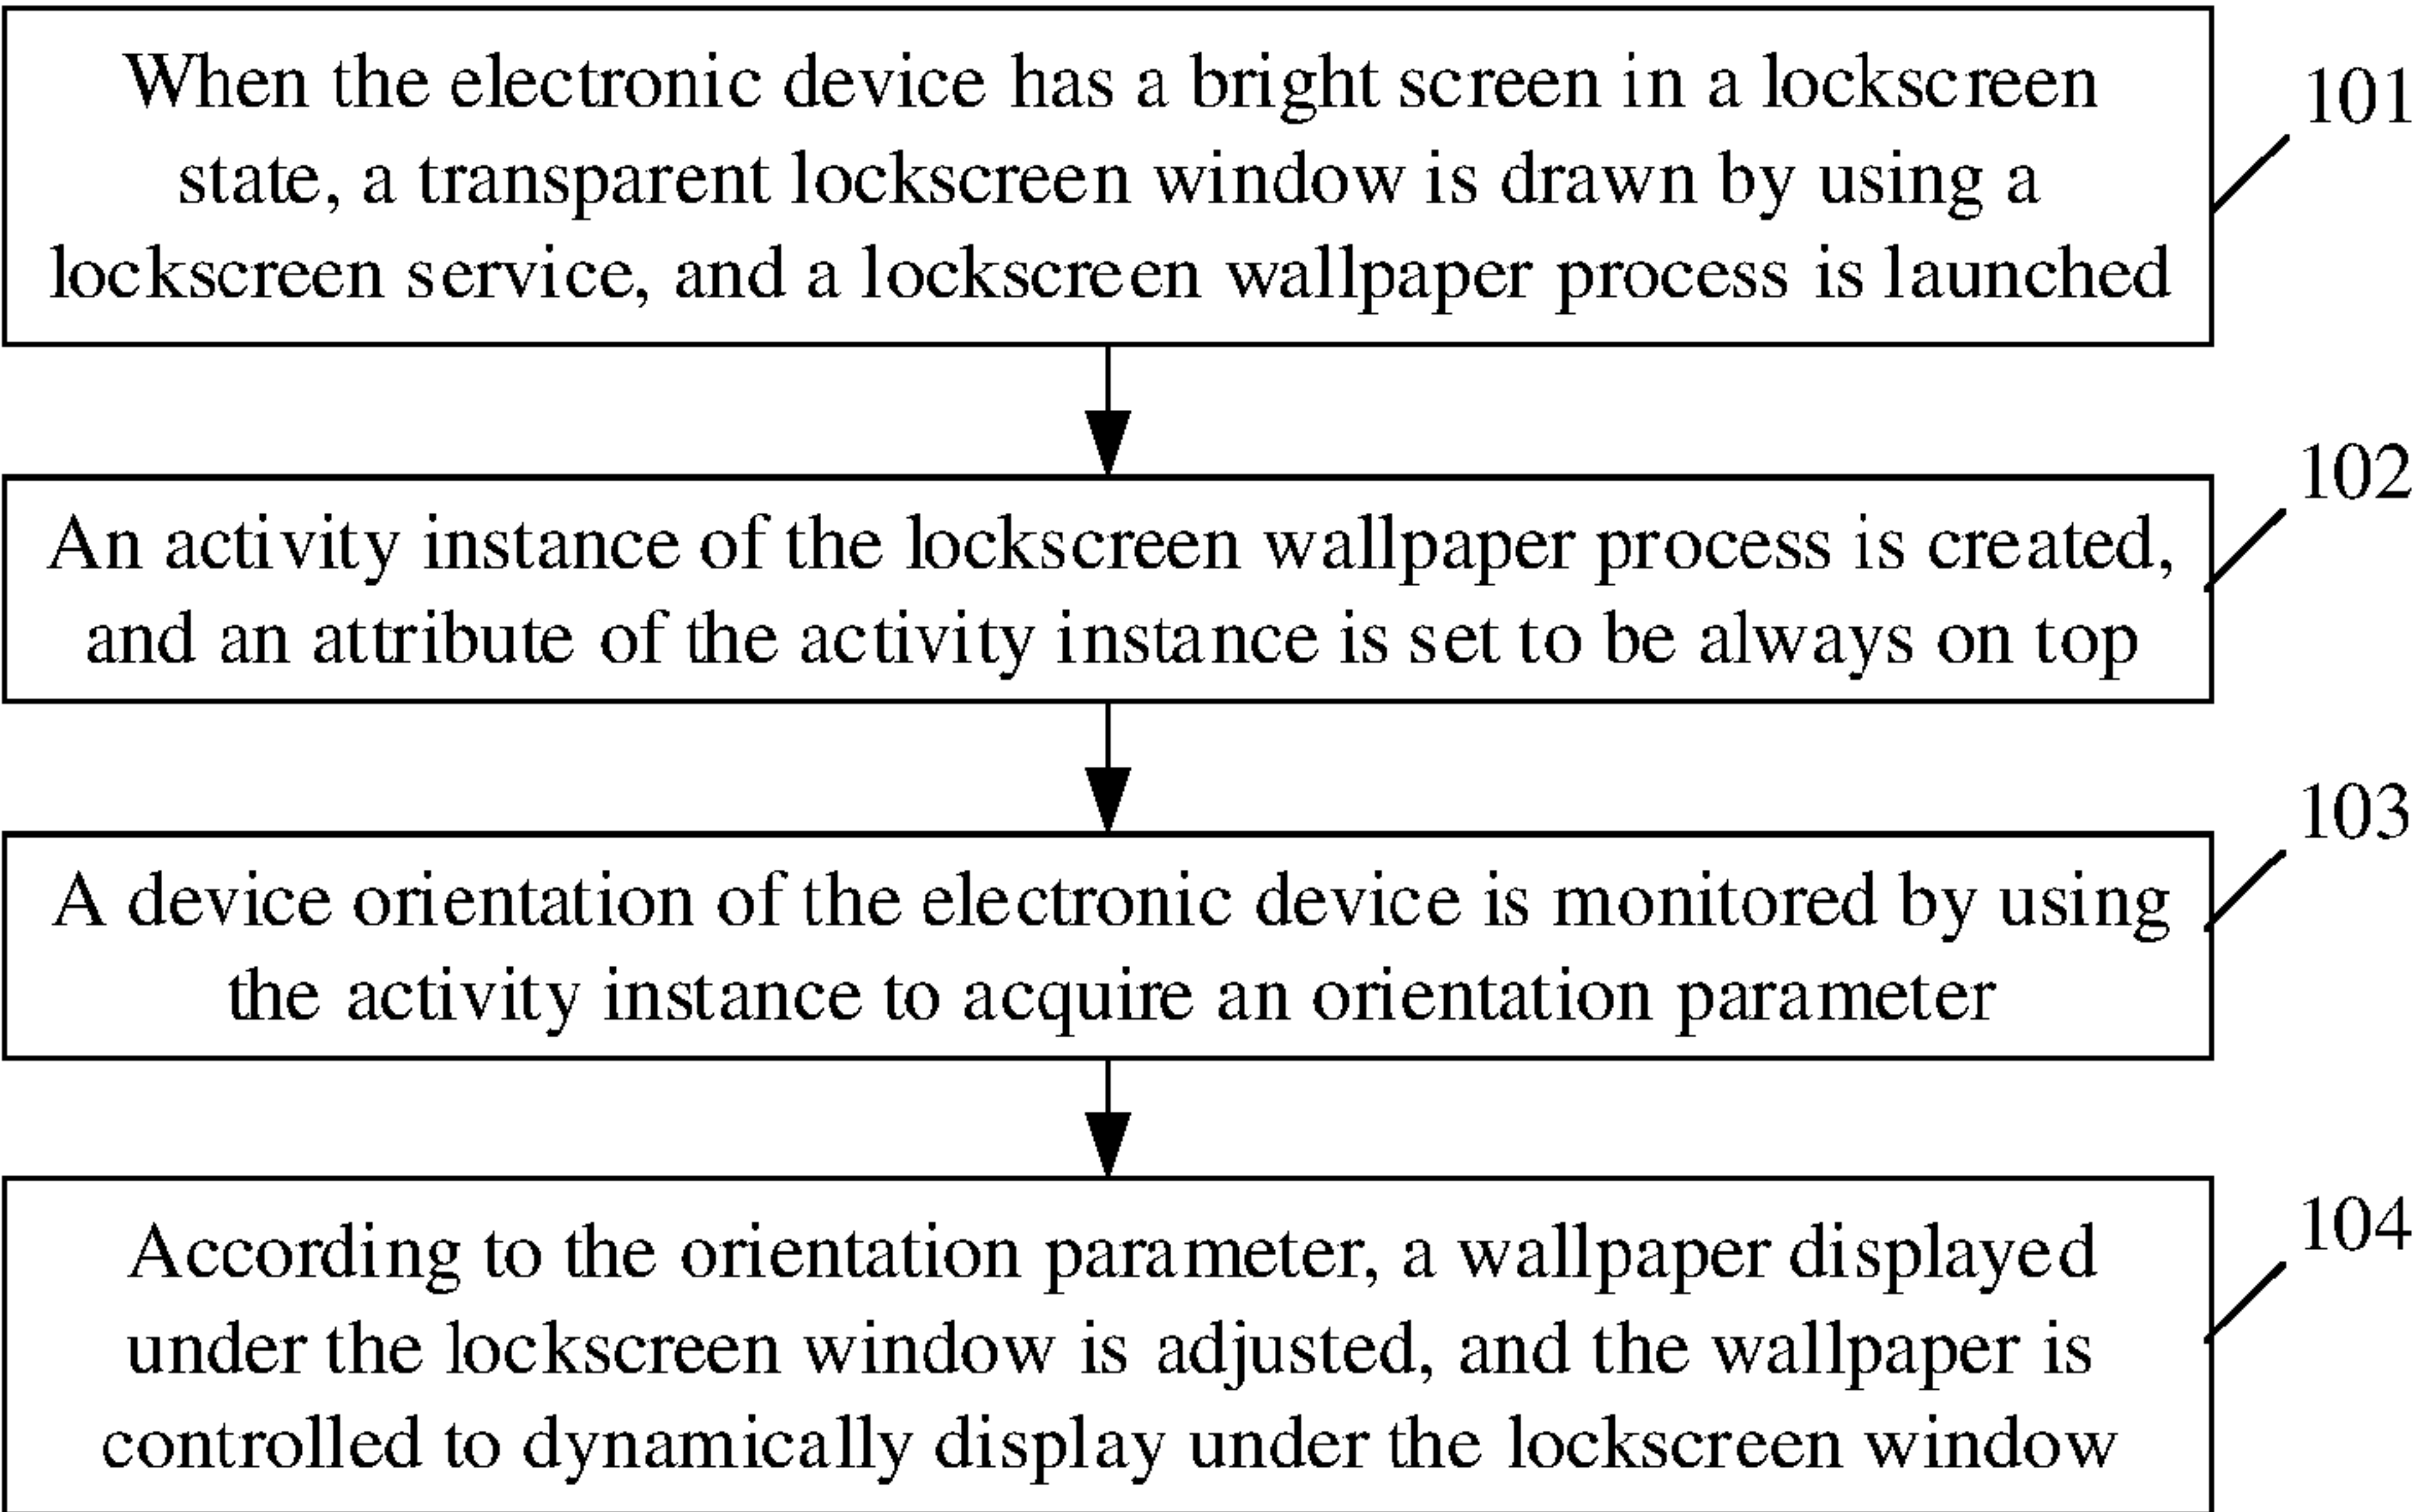 When the electronic device has a bright screen in a lockscreen
state, a transparent lockscreen window is drawn by using a
lockscreen service, and a lockscreen wallpaper process is launched
101
An activity instance of the lockscreen wallpaper process is created,
and an attribute of the activity instance is set to be always on top
102
A device orientation of the electronic device is monitored by using
the activity instance to acquire an orientation parameter
103
According to the orientation parameter, a wallpaper displayed
under the lockscreen window is adjusted, and the wallpaper is
controlled to dynamically display under the lockscreen window
104